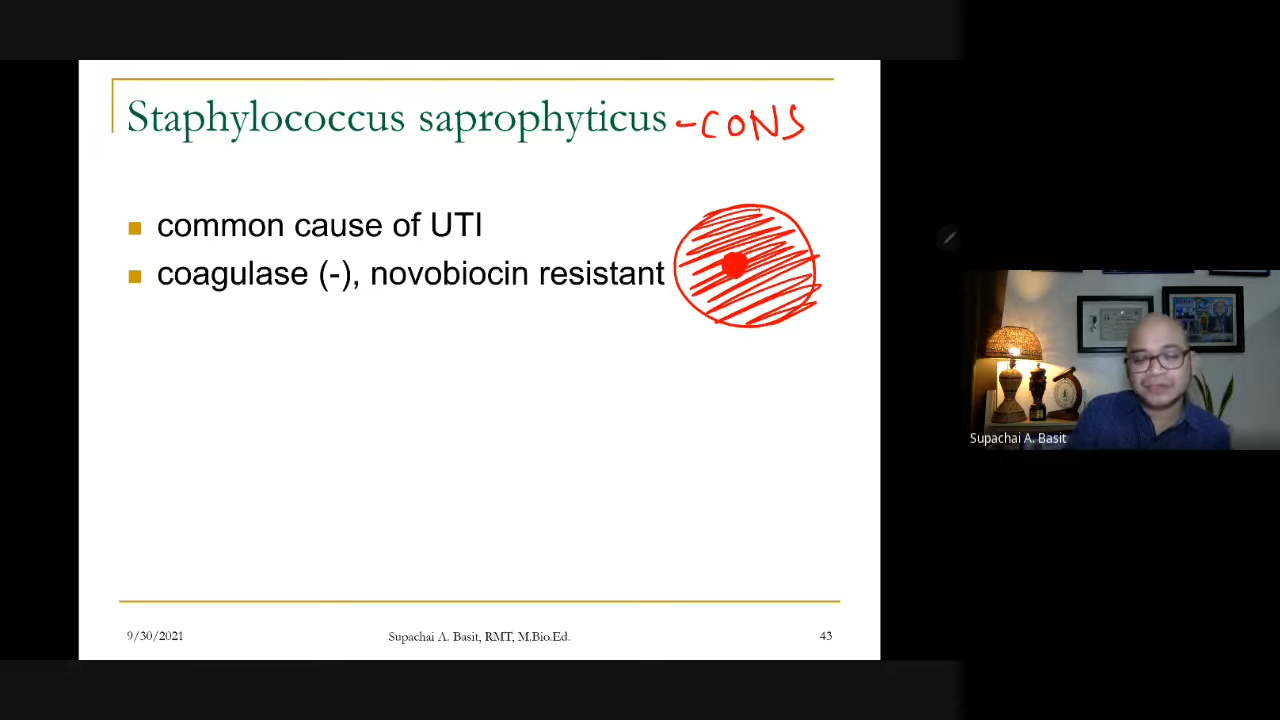 Staphylococcus saprophyticus - CONS
common cause of UTI
coagulase (-), novobiocin resistant
9/30/2021 Supachai A. Basit, RMT, M.Bio.Ed. 43
Supachai A. Basit